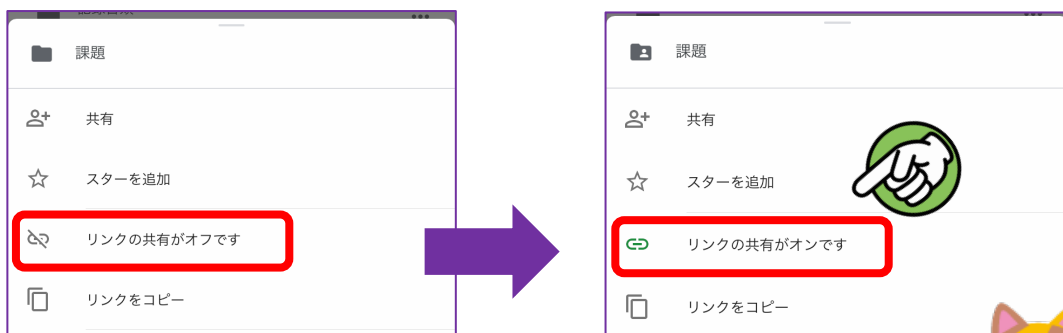 課題
共有
スターを追加
リンクの共有がオフです
リンクをコピー
課題
共有
スターを追加
リンクの共有がオンです
リンクをコピー